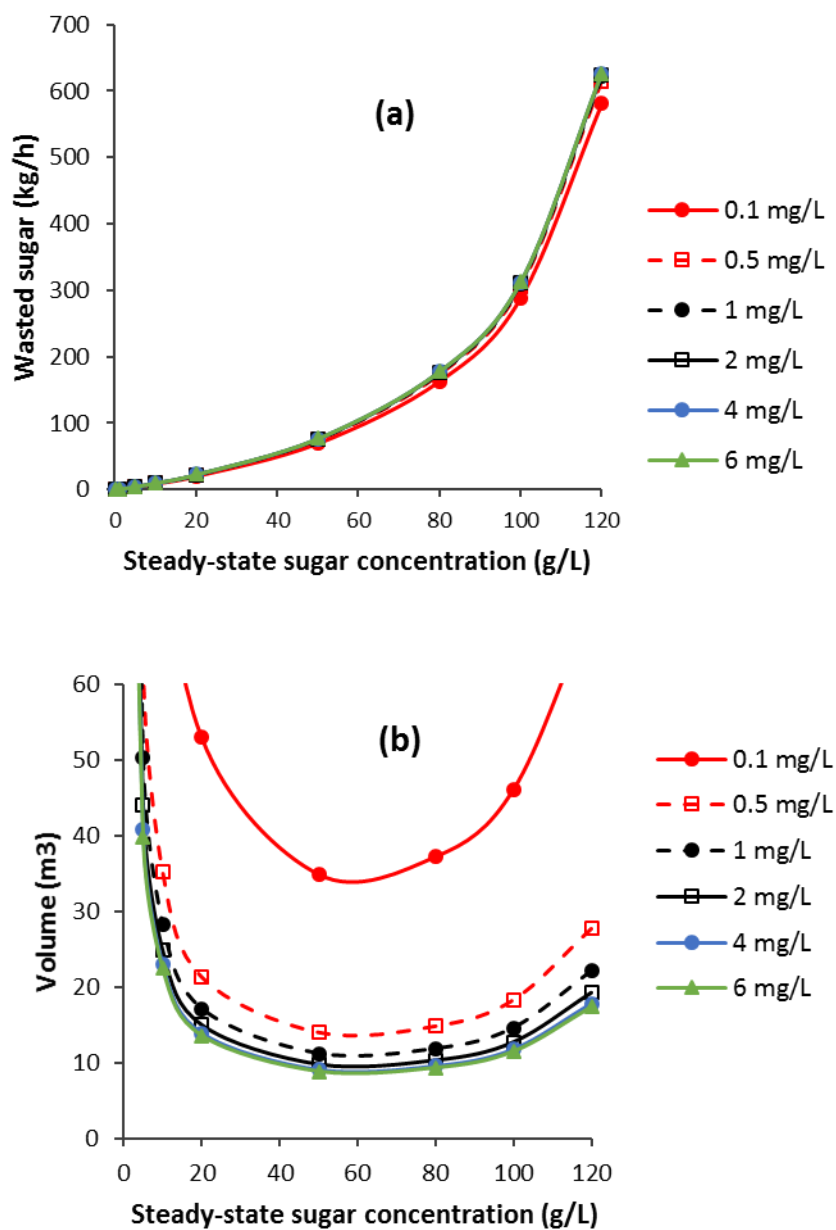 700
600
500
400
300
200
100
0
0
20
40
60
80
100
120
Wasted sugar (kg/h)
(a)
Steady-state sugar concentration (g/L)
0.1 mg/L
0.5 mg/L
1 mg/L
2 mg/L
4 mg/L
6 mg/L
60
50
40
30
20
10
0
0
20
40
60
80
100
120
Volume (m3)
(b)
Steady-state sugar concentration (g/L)
0.1 mg/L
0.5 mg/L
1 mg/L
2 mg/L
4 mg/L
6 mg/L